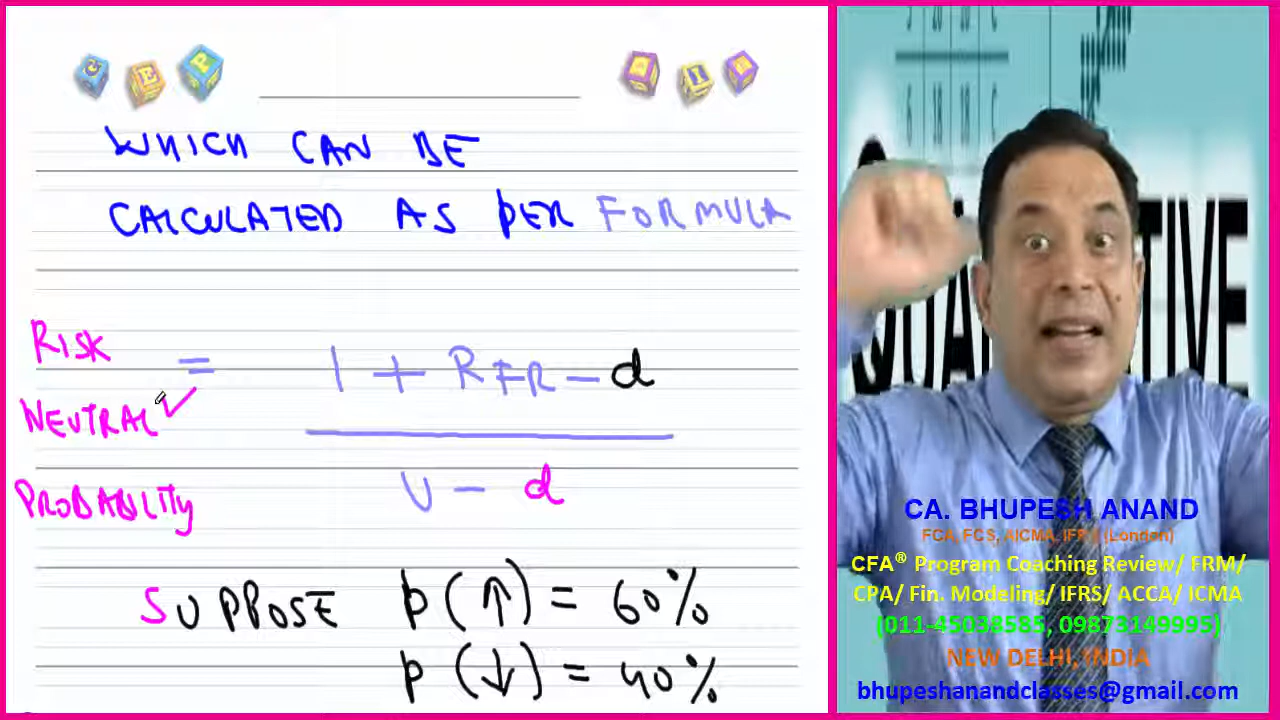 WHICH CAN BE
CALCULATED AS PER FORMULA
RISK
NEUTRAL ✓
PROBABILITY
=
1 + RFR - d
U - d
SUPPOSE p (↑) = 60%
p (↓) = 40%
CA. BHUPESH ANAND
FCA, FCS, AICMA, IFRS (London)
CFA® Program Coaching Review/ FRM/
CPA/ Fin. Modeling/ IFRS/ ACCA/ ICMA
(011-45038585, 09873149995)
NEW DELHI, INDIA
bhupeshanandclasses@gmail.com